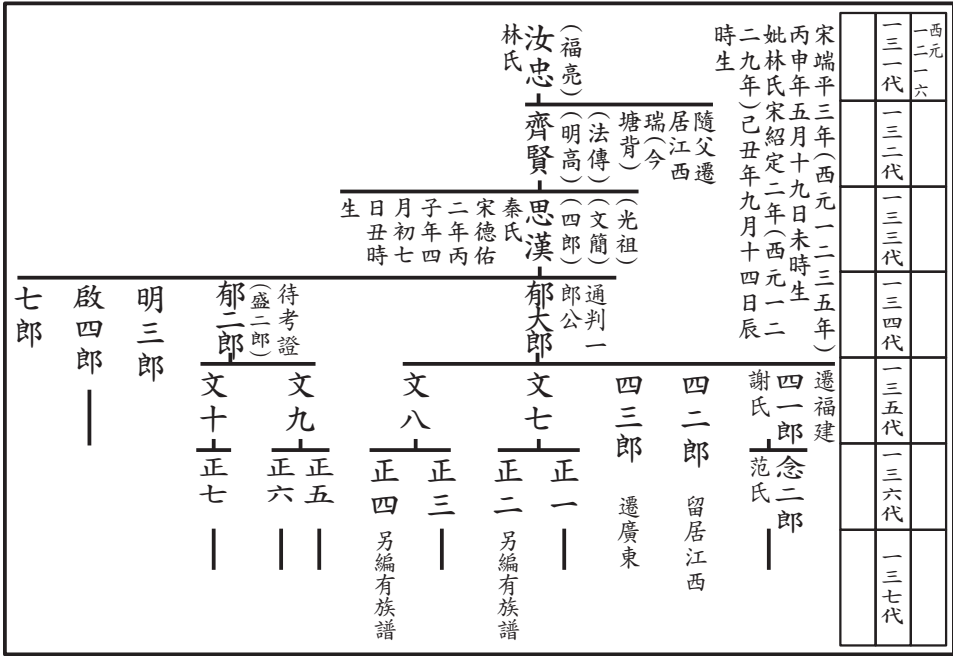 西元
一二一六
一三一代
一三二代
一三三代
一三四代
一三五代
一三六代
一三七代
宋端平三年(西元一二三五年)
丙申年五月十九日未時生
妣林氏宋紹定二年(西元一二
二九年)己丑年九月十四日辰
時生
(福亮)
汝忠
林氏
隨父遷
居江西
瑞(今
塘背)
(法傳)
(明高)
齊賢
(光祖)
(文簡)
(四郎)
思漢
秦氏
宋德佑
二年丙
子年四
月初七
日丑時
生
通判一
郎公
郁大郎
待考證
(盛二郎)
郁二郎
明三郎
啟四郎
七郎
遷福建
四一郎
謝氏
四二郎
留居江西
四三郎
遷廣東
文七
文八
文九
文十
念二郎
范氏
正一
正二
另編有族譜
正三
正四
另編有族譜
正五
正六
正七